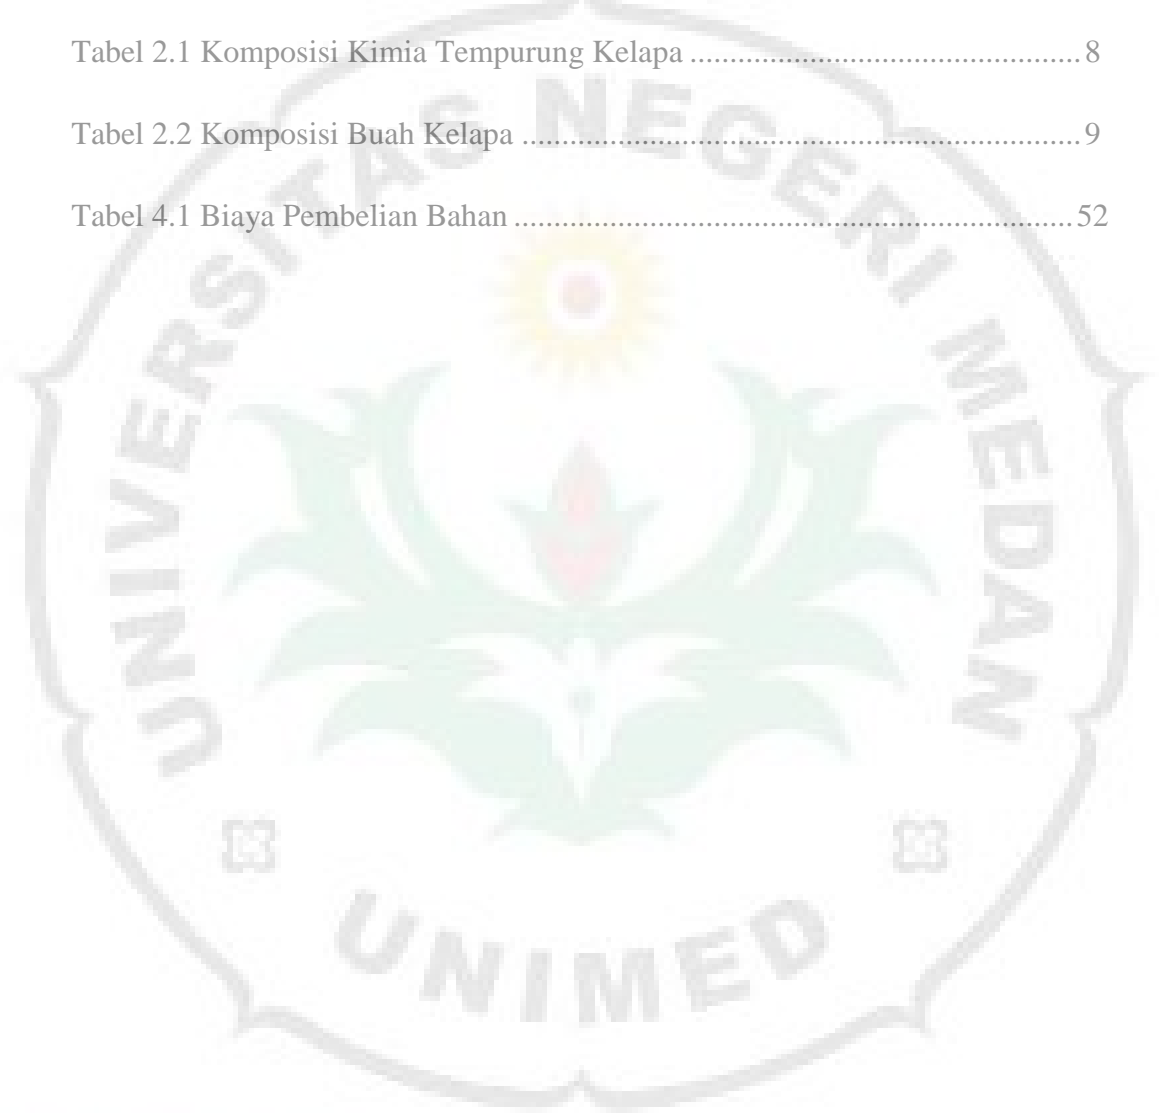 Tabel 2.1 Komposisi Kimia Tempurung Kelapa ................................................ 8
Tabel 2.2 Komposisi Buah Kelapa ..................................................................... 9
Tabel 4.1 Biaya Pembelian Bahan ..................................................................... 52
UNIVERSITAS NEGERI MEDAN
UNIMED